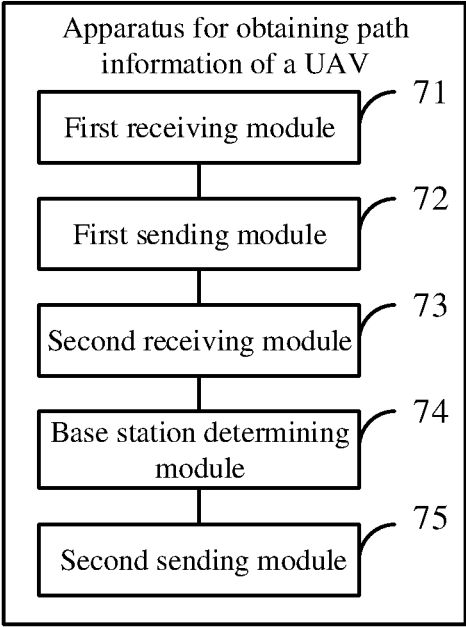 Apparatus for obtaining path
information of a UAV
71
First receiving module
72
First sending module
73
Second receiving module
74
Base station determining
module
75
Second sending module